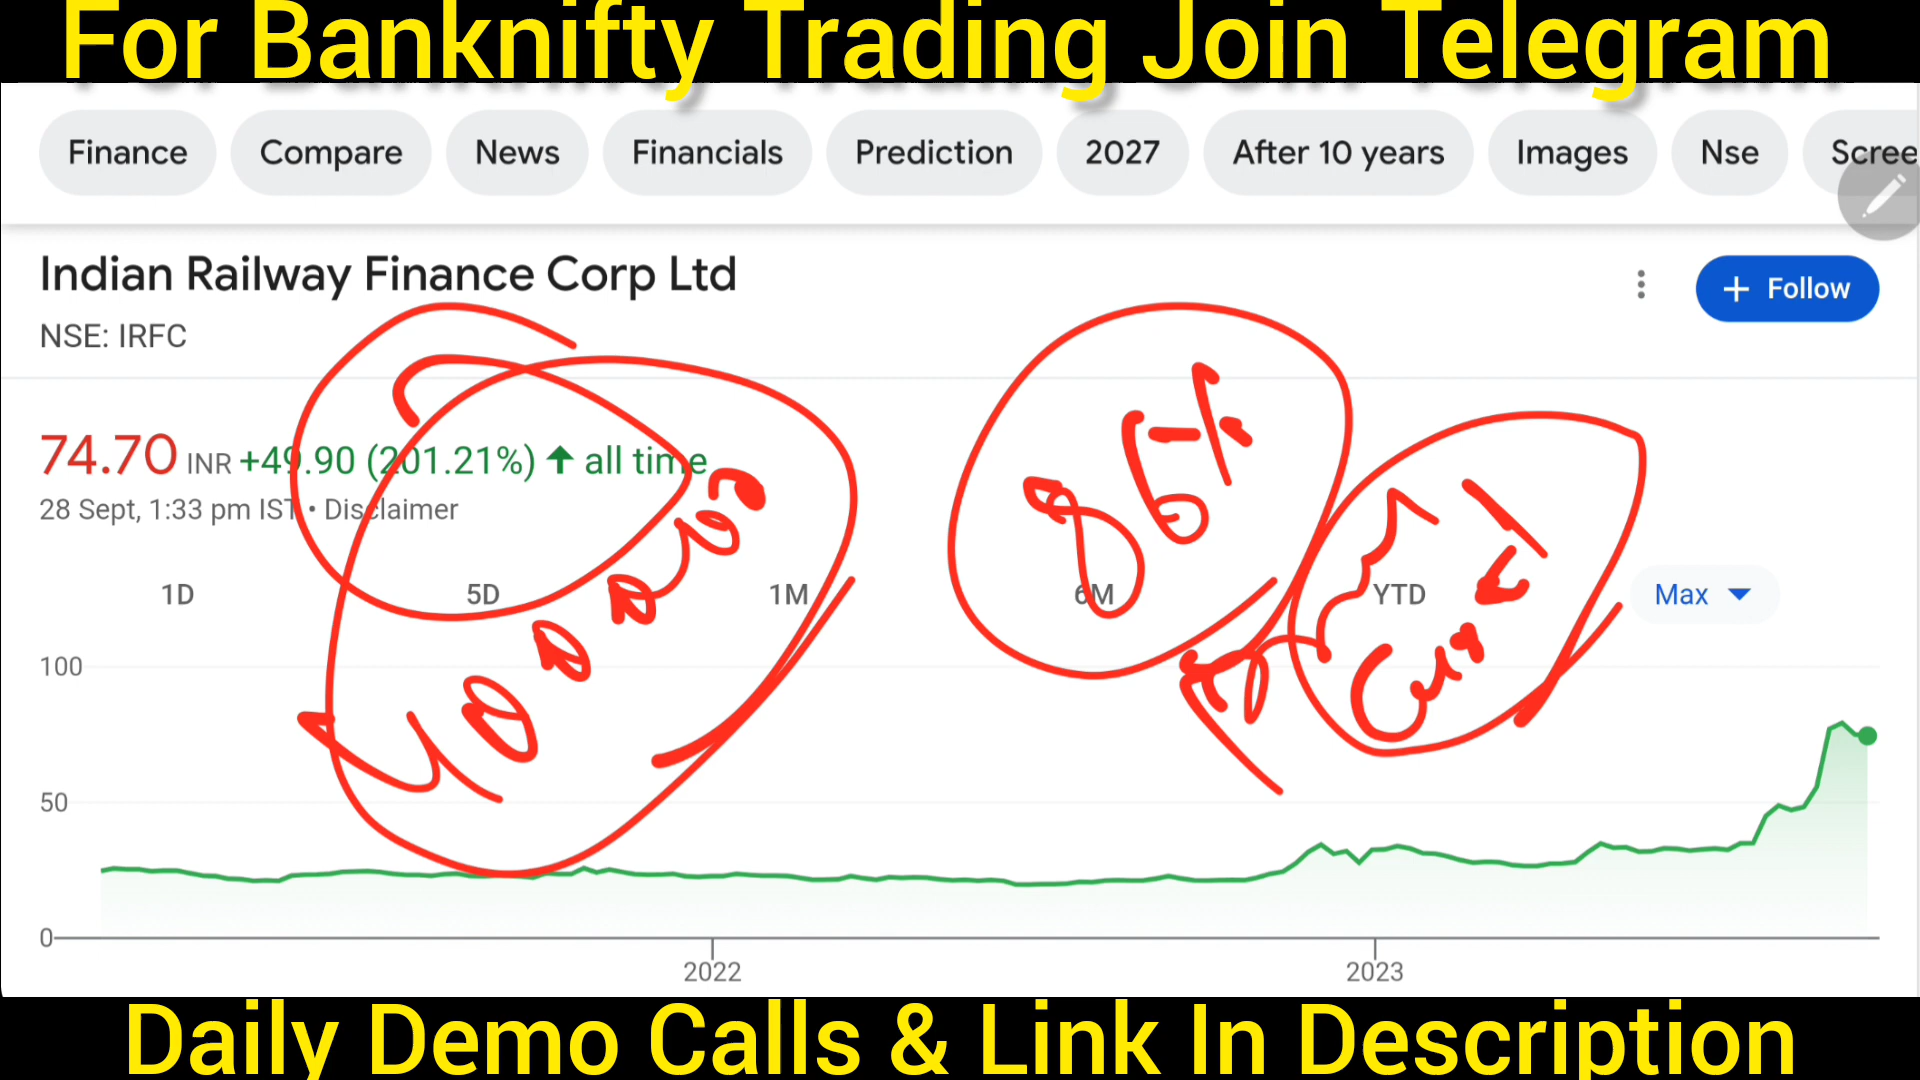 For Banknifty Trading Join Telegram
Finance Compare News Financials Prediction 2027 After 10 years Images Nse Scree
Indian Railway Finance Corp Ltd
+ Follow
NSE: IRFC
74.70 INR +49.90 (201.21%) ↑ all time
28 Sept, 1:33 pm IST • Disclaimer
1D 5D 1M 6M YTD Max
100
50
0
2022 2023
Daily Demo Calls & Link In Description